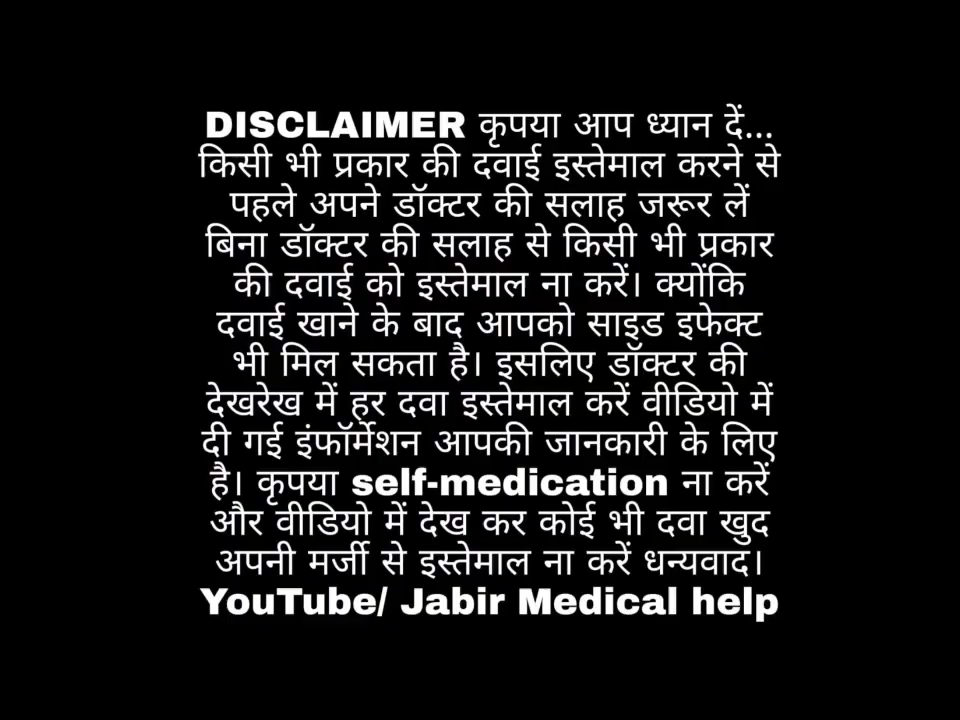 DISCLAIMER कृपया आप ध्यान दें...
किसी भी प्रकार की दवाई इस्तेमाल करने से
पहले अपने डॉक्टर की सलाह जरूर लें
बिना डॉक्टर की सलाह से किसी भी प्रकार
की दवाई को इस्तेमाल ना करें। क्योंकि
दवाई खाने के बाद आपको साइड इफेक्ट
भी मिल सकता है। इसलिए डॉक्टर की
देखरेख में हर दवा इस्तेमाल करें वीडियो में
दी गई इंफॉर्मेशन आपकी जानकारी के लिए
है। कृपया self-medication ना करें
और वीडियो में देख कर कोई भी दवा खुद
अपनी मर्जी से इस्तेमाल ना करें धन्यवाद।
YouTube/ Jabir Medical help